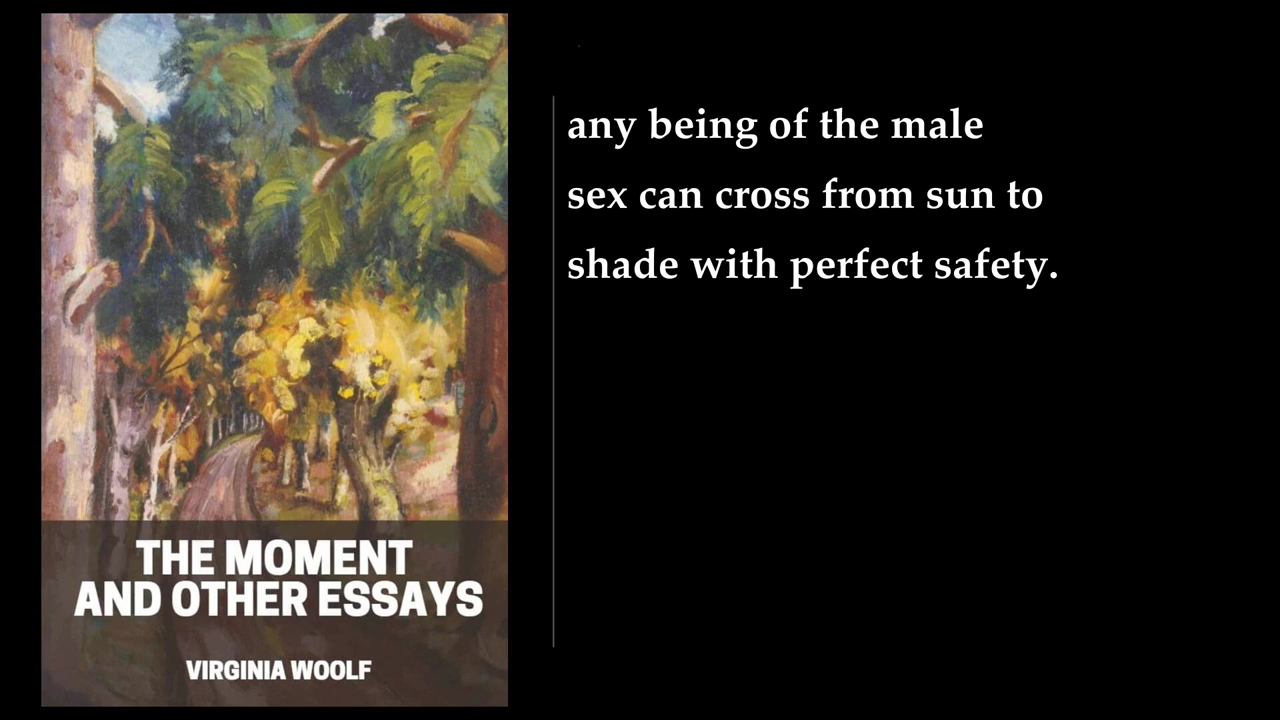 THE MOMENT
AND OTHER ESSAYS
VIRGINIA WOOLF
any being of the male
sex can cross from sun to
shade with perfect safety.